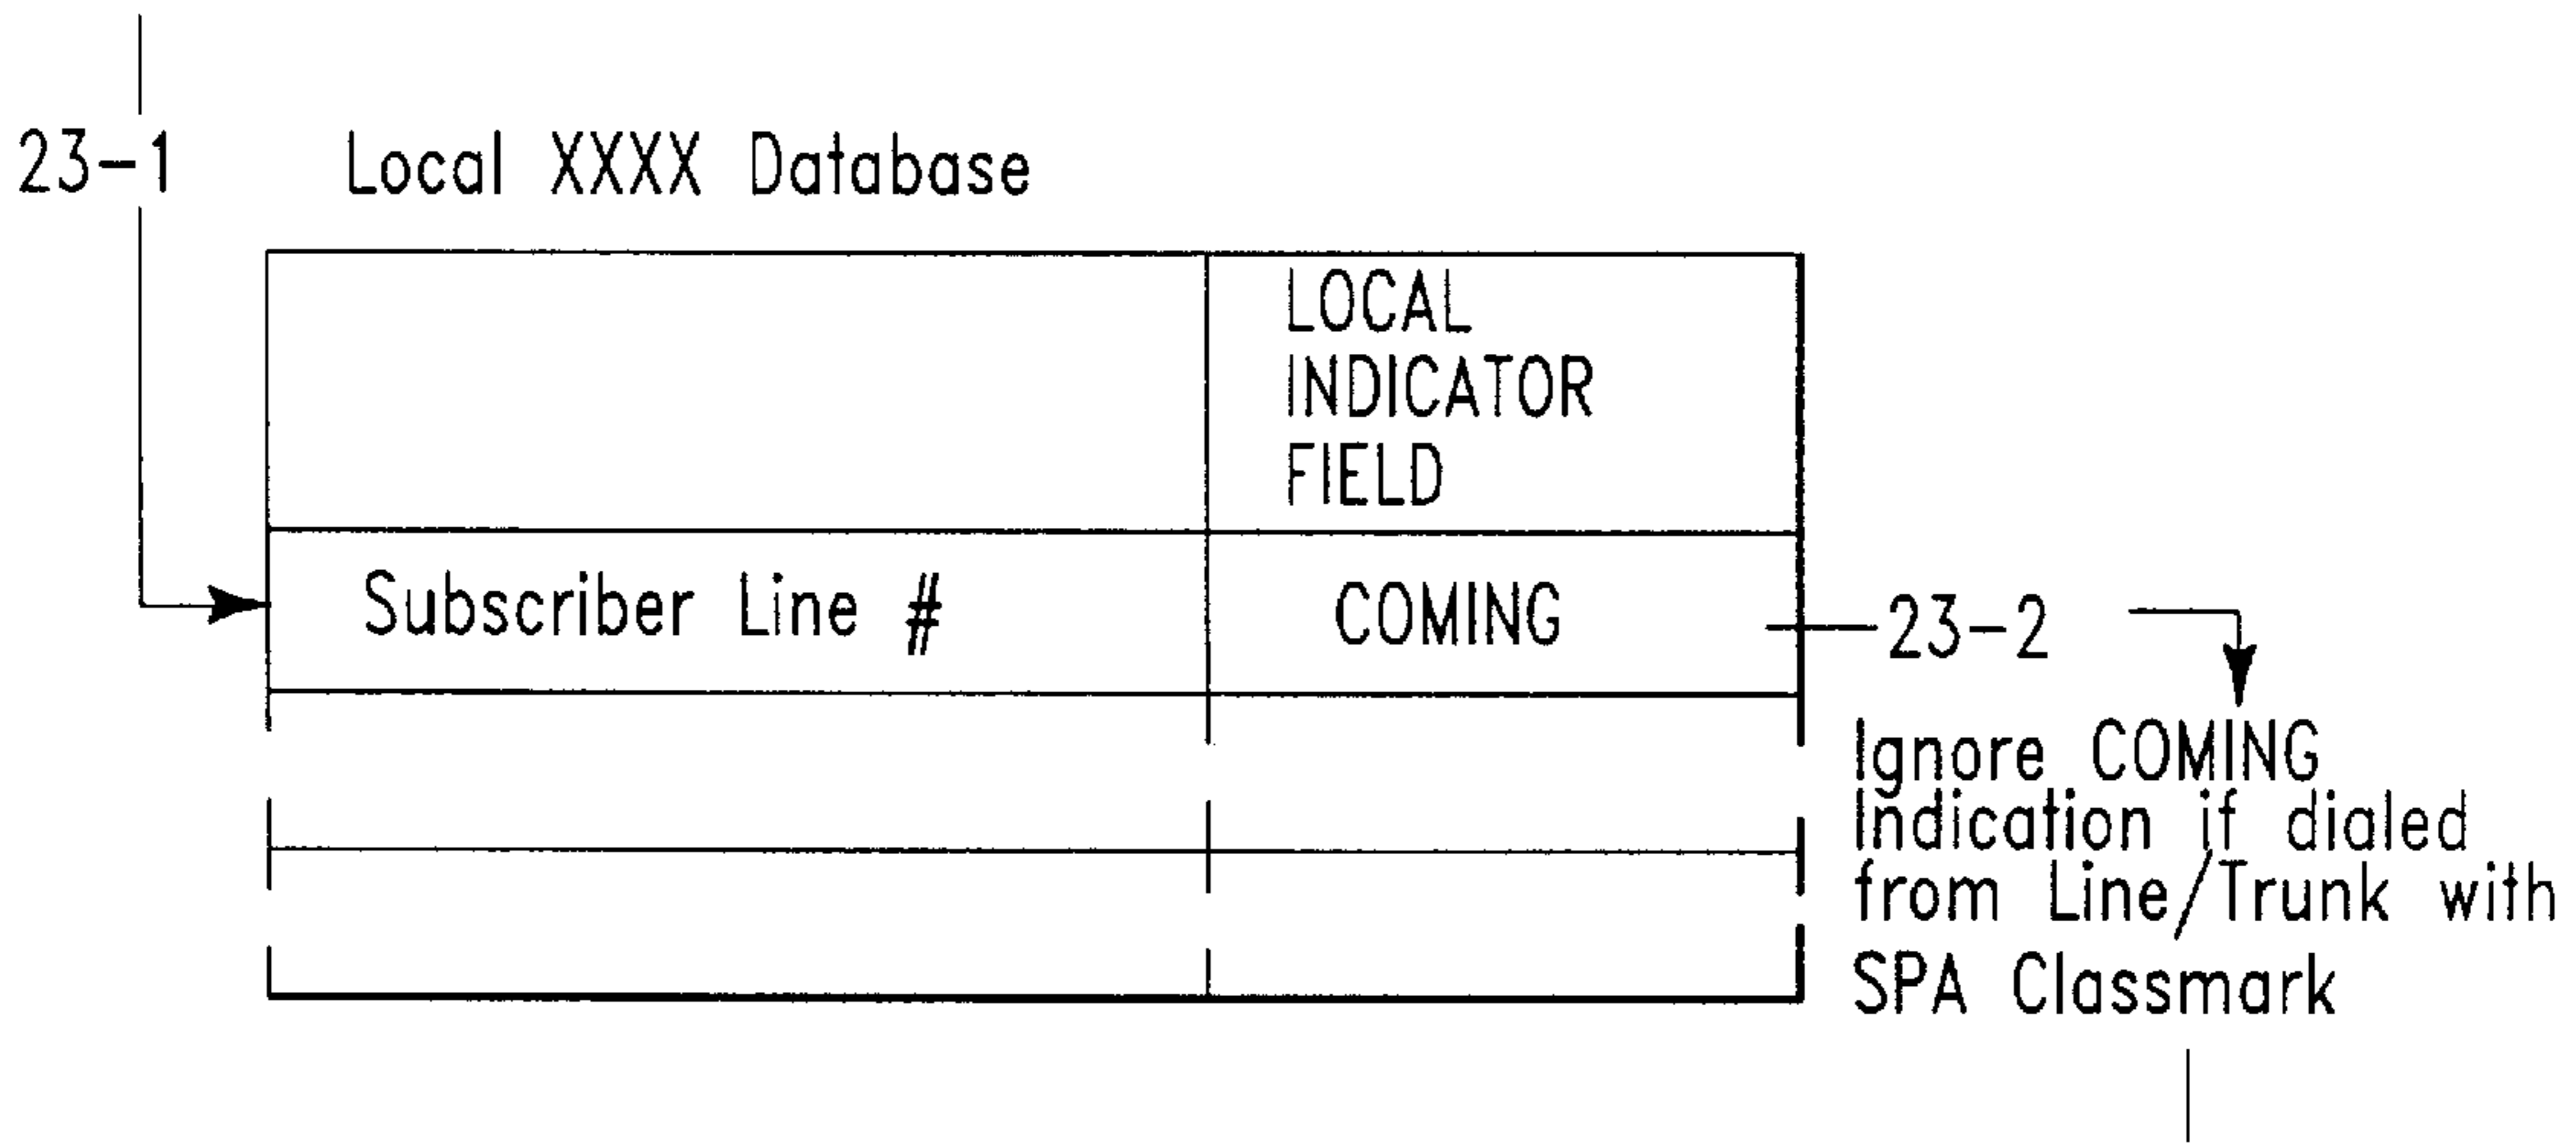 23-1
Local XXXX Database
LOCAL
INDICATOR
FIELD
Subscriber Line #
COMING
23-2
Ignore COMING
Indication if dialed
from Line/Trunk with
SPA Classmark